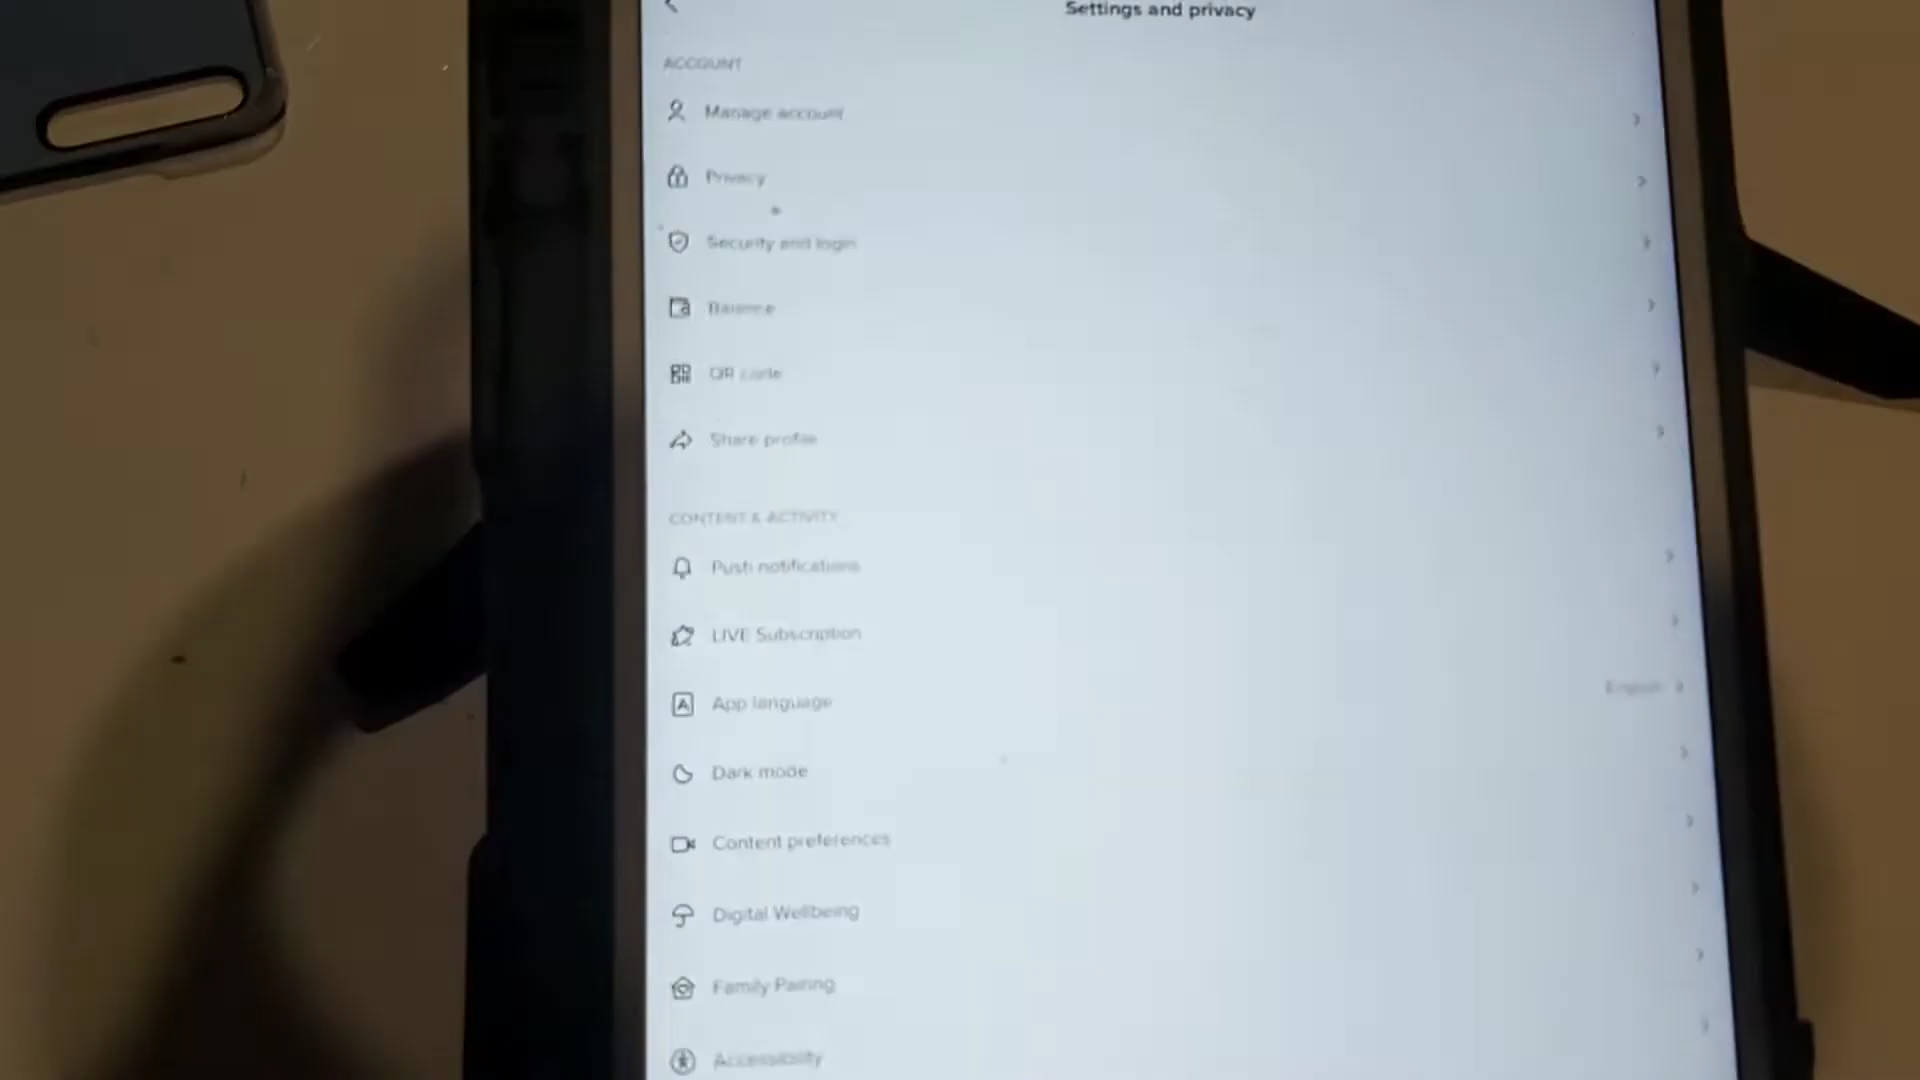 Settings and privacy
ACCOUNT
Manage account
Privacy
Security and login
Balance
QR code
Share profile
CONTENT & ACTIVITY
Push notifications
LIVE Subscription
App language
English
Dark mode
Content preferences
Digital Wellbeing
Family Pairing
Accessibility